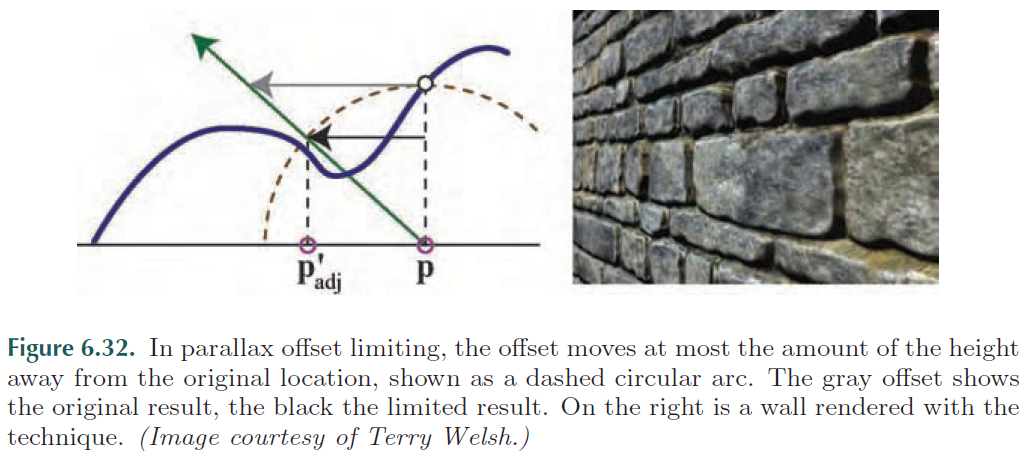 p'adj p
Figure 6.32. In parallax offset limiting, the offset moves at most the amount of the height
away from the original location, shown as a dashed circular arc. The gray offset shows
the original result, the black the limited result. On the right is a wall rendered with the
technique. (Image courtesy of Terry Welsh.)